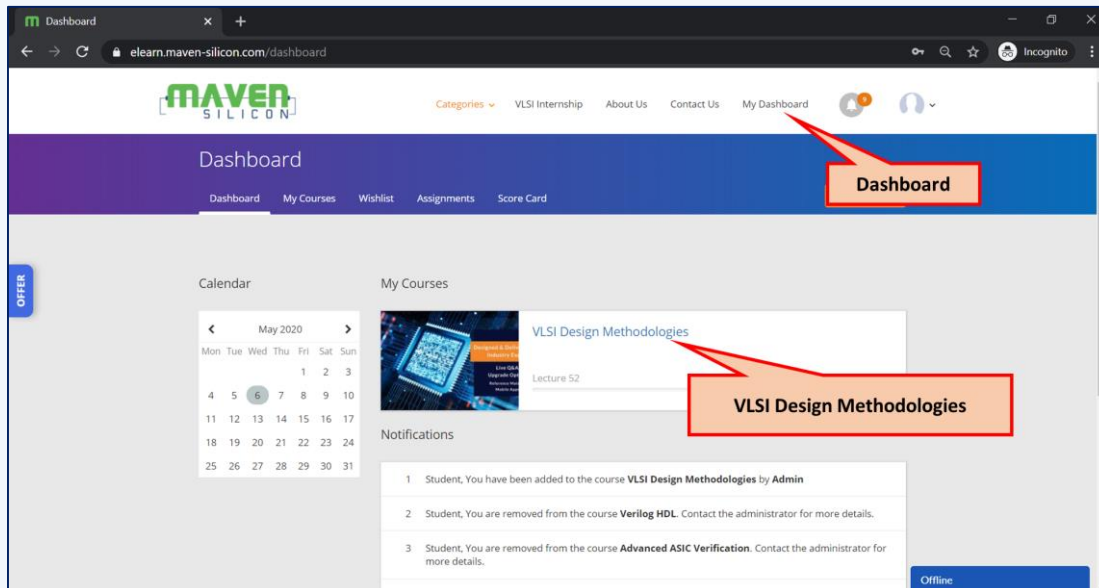 Dashboard
elearn.maven-silicon.com/dashboard
Incognito
MAVEN
SILICON
Categories
VLSI Internship
About Us
Contact Us
My Dashboard
9
Dashboard
Dashboard
Dashboard
My Courses
Wishlist
Assignments
Score Card
OFFER
Calendar
My Courses
May 2020
Mon Tue Wed Thu Fri Sat Sun
1 2 3
4 5 6 7 8 9 10
11 12 13 14 15 16 17
18 19 20 21 22 23 24
25 26 27 28 29 30 31
VLSI Design Methodologies
Lecture 52
VLSI Design Methodologies
Notifications
1 Student, You have been added to the course VLSI Design Methodologies by Admin
2 Student, You are removed from the course Verilog HDL. Contact the administrator for more details.
3 Student, You are removed from the course Advanced ASIC Verification. Contact the administrator for
more details.
Offline